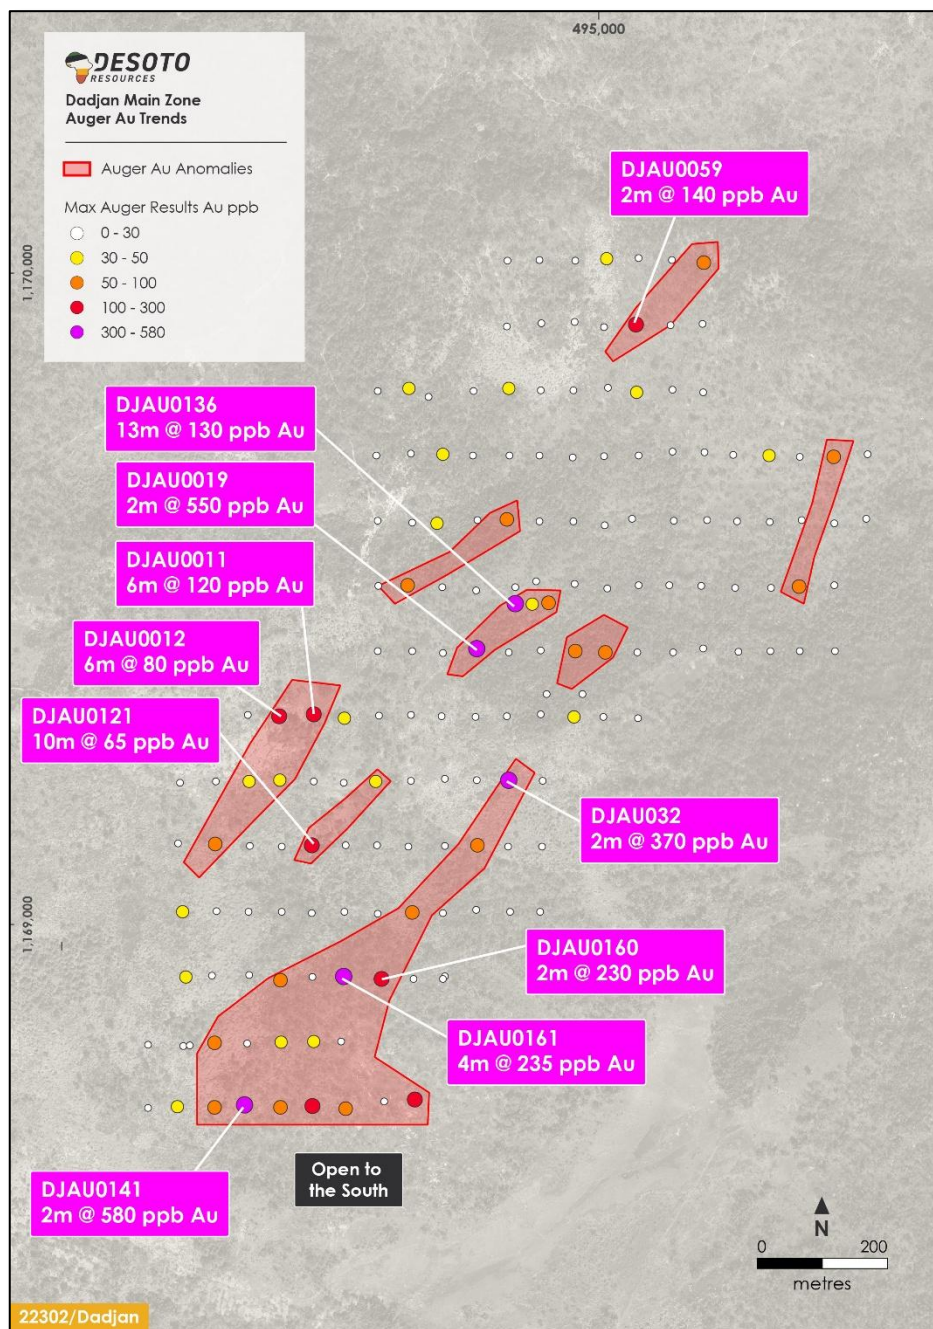 495,000
DESOTO
RESOURCES
Dadjan Main Zone
Auger Au Trends
Auger Au Anomalies
Max Auger Results Au ppb
0 - 30
30 - 50
50 - 100
100 - 300
300 - 580
DJAU0059
2m @ 140 ppb Au
1,170,000
DJAU0136
13m @ 130 ppb Au
DJAU0019
2m @ 550 ppb Au
DJAU0011
6m @ 120 ppb Au
DJAU0012
6m @ 80 ppb Au
DJAU0121
10m @ 65 ppb Au
DJAU032
2m @ 370 ppb Au
1,169,000
DJAU0160
2m @ 230 ppb Au
DJAU0161
4m @ 235 ppb Au
DJAU0141
2m @ 580 ppb Au
Open to
the South
N
0 200
metres
22302/Dadjan